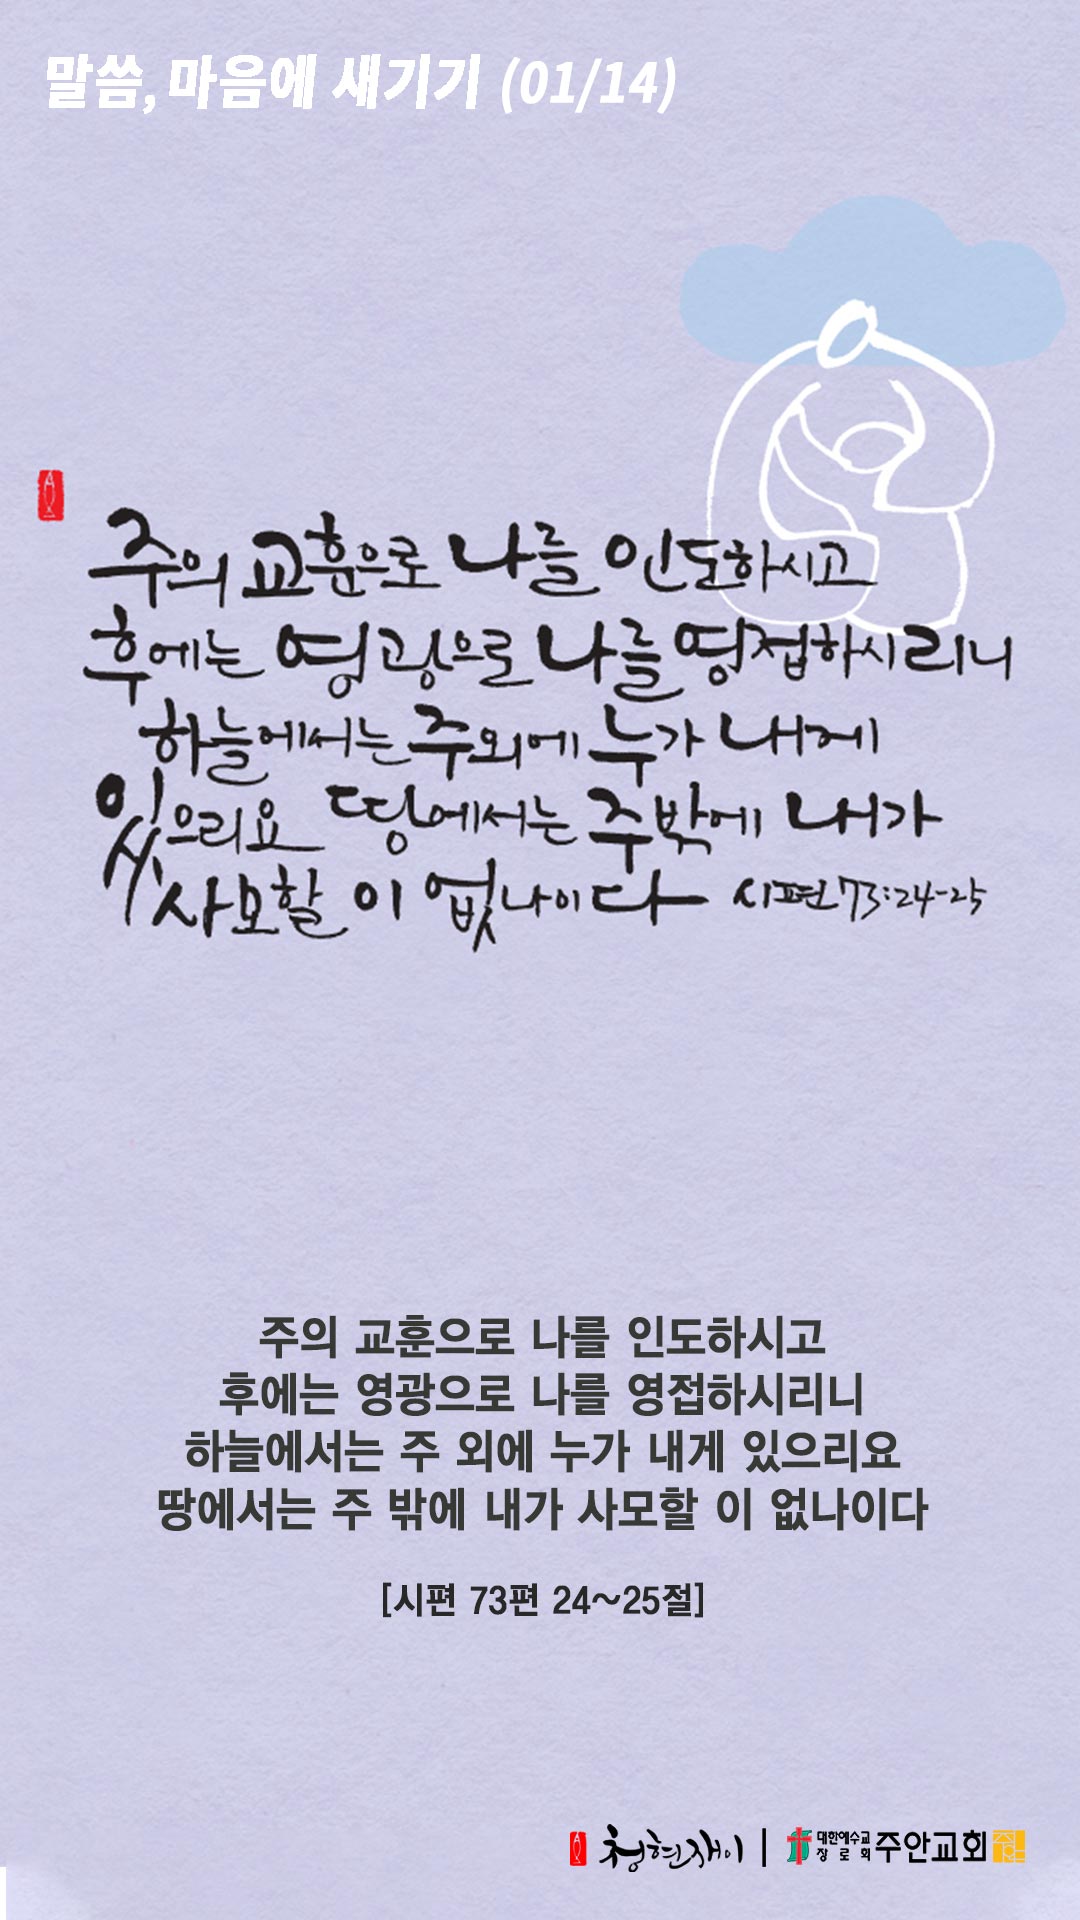 말씀, 마음에 새기기 (01/14)
주의 교훈으로 나를 인도하시고
후에는 영광으로 나를 영접하시리니
하늘에서는 주외에 누가 내게
있으리요 땅에서는 주밖에 내가
사모할 이 없나이다 시편 73:24-25
주의 교훈으로 나를 인도하시고
후에는 영광으로 나를 영접하시리니
하늘에서는 주 외에 누가 내게 있으리요
땅에서는 주 밖에 내가 사모할 이 없나이다
[시편 73편 24~25절]
청현재이 | 대한예수교 장로회 주안교회